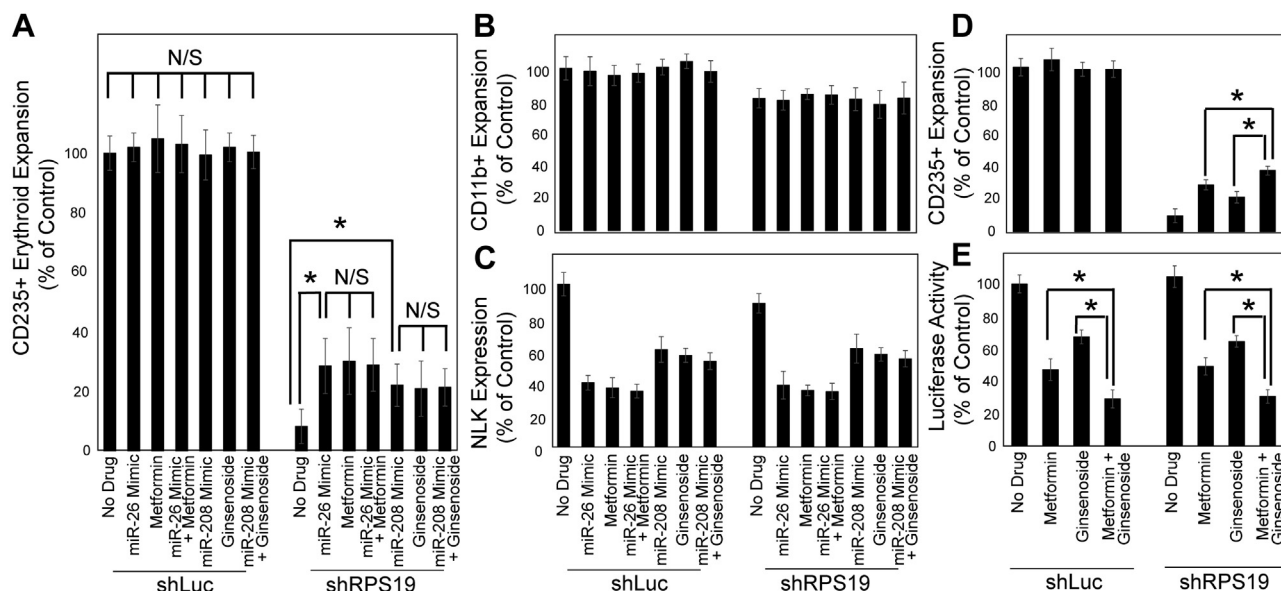 A
CD235+ Erythroid Expansion
(% of Control)
100
80
60
40
20
0
N/S
*
*
N/S
N/S
No Drug
miR-26 Mimic
Metformin
miR-26 Mimic
+ Metformin
miR-208 Mimic
Ginsenoside
miR-208 Mimic
+ Ginsenoside
No Drug
miR-26 Mimic
Metformin
miR-26 Mimic
+ Metformin
miR-208 Mimic
Ginsenoside
miR-208 Mimic
+ Ginsenoside
shLuc
shRPS19
B
CD11b+ Expansion
(% of Control)
100
80
60
40
20
0
C
NLK Expression
(% of Control)
100
80
60
40
20
0
No Drug
miR-26 Mimic
Metformin
miR-26 Mimic
+ Metformin
miR-208 Mimic
Ginsenoside
miR-208 Mimic
+ Ginsenoside
No Drug
miR-26 Mimic
Metformin
miR-26 Mimic
+ Metformin
miR-208 Mimic
Ginsenoside
miR-208 Mimic
+ Ginsenoside
shLuc
shRPS19
D
CD235+ Expansion
(% of Control)
100
80
60
40
20
0
*
*
E
Luciferase Activity
(% of Control)
100
80
60
40
20
0
*
*
*
*
No Drug
Metformin
Ginsenoside
Metformin +
Ginsenoside
No Drug
Metformin
Ginsenoside
Metformin +
Ginsenoside
shLuc
shRPS19